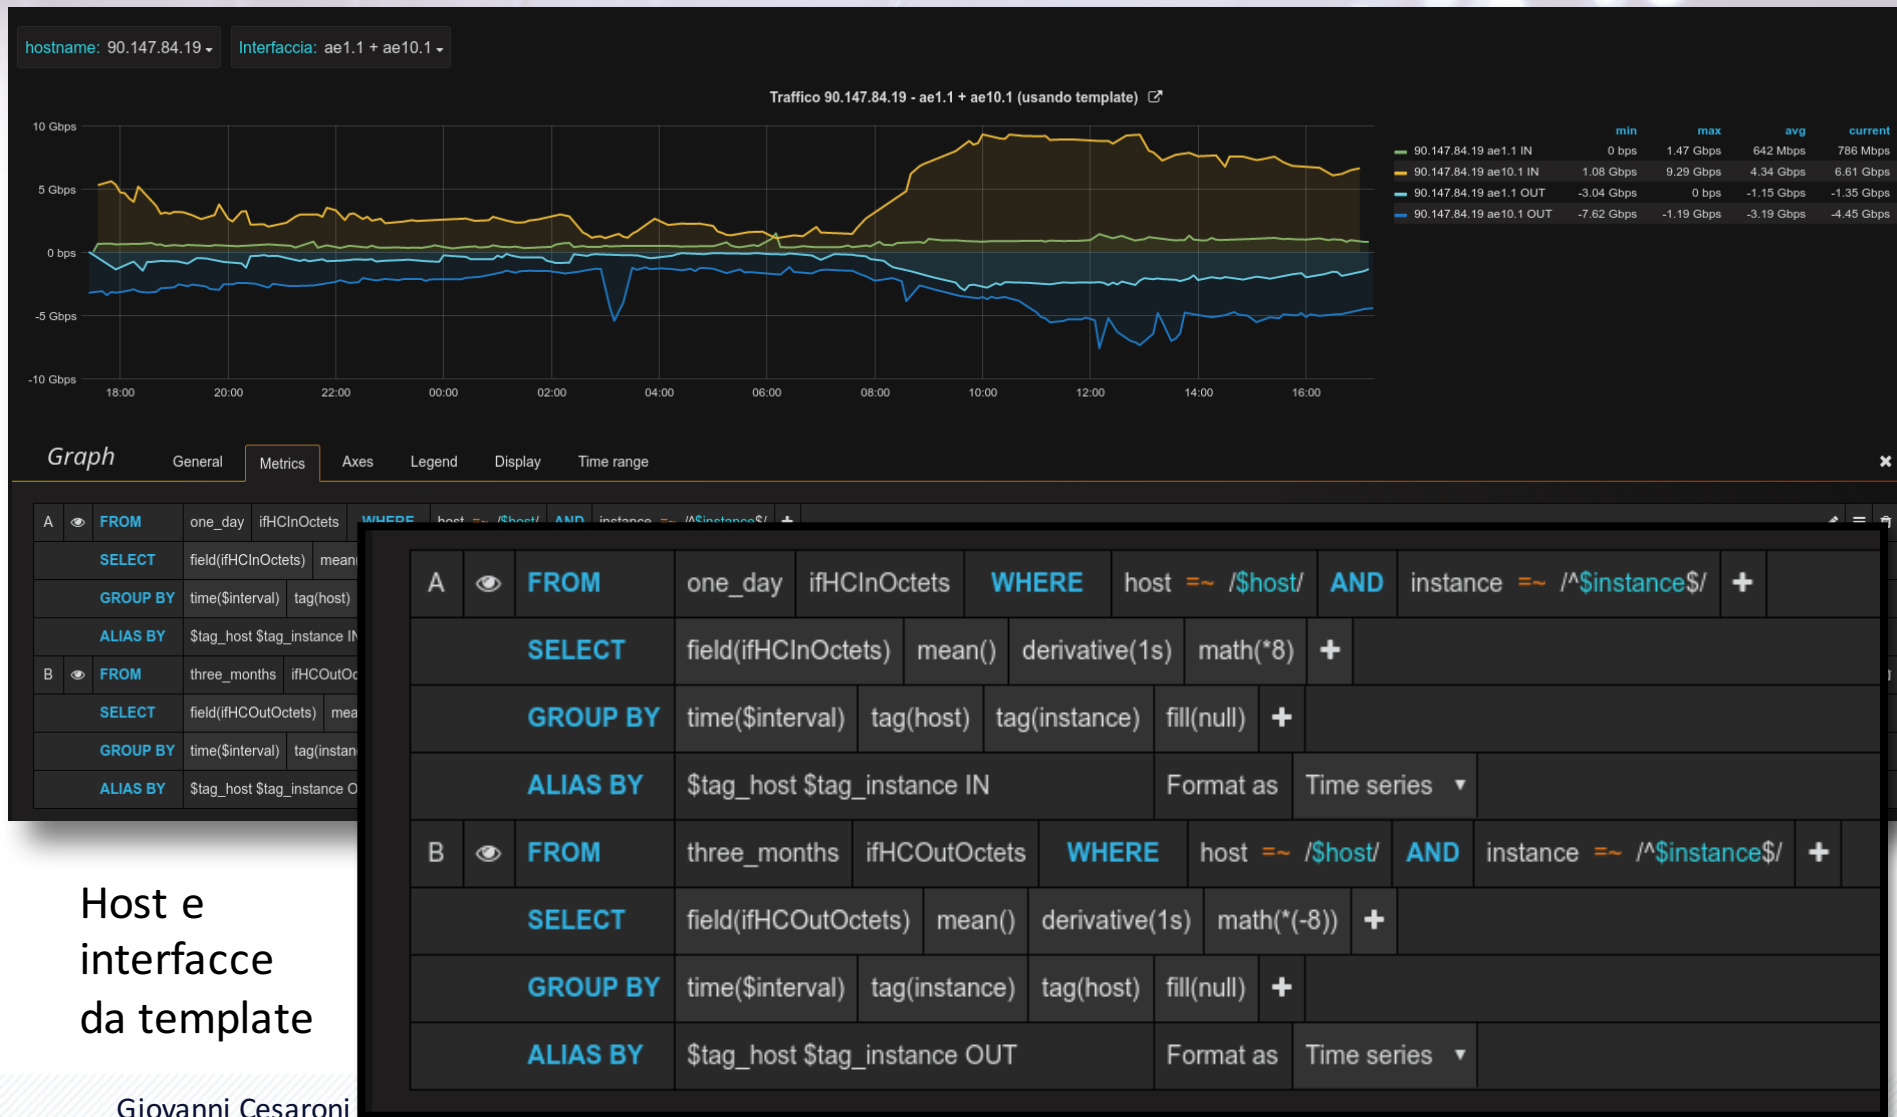 hostname: 90.147.84.19 Interfaccia: ae1.1 + ae10.1
Traffico 90.147.84.19 - ae1.1 + ae10.1 (usando template)
10 Gbps
5 Gbps
0 bps
-5 Gbps
-10 Gbps
18:00 20:00 22:00 00:00 02:00 04:00 06:00 08:00 10:00 12:00 14:00 16:00
min max avg current
90.147.84.19 ae1.1 IN 0 bps 1.47 Gbps 642 Mbps 786 Mbps
90.147.84.19 ae10.1 IN 1.08 Gbps 9.29 Gbps 4.34 Gbps 6.61 Gbps
90.147.84.19 ae1.1 OUT -3.04 Gbps 0 bps -1.15 Gbps -1.35 Gbps
90.147.84.19 ae10.1 OUT -7.62 Gbps -1.19 Gbps -3.19 Gbps -4.45 Gbps
Graph General Metrics Axes Legend Display Time range
A FROM one_day ifHCInOctets WHERE host =~ /$host/ AND instance =~ /^$instance$/
SELECT field(ifHCInOctets) mean
GROUP BY time($interval) tag(host)
ALIAS BY $tag_host $tag_instance IN
B FROM three_months ifHCOutOc
SELECT field(ifHCOutOctets) mea
GROUP BY time($interval) tag(instan
ALIAS BY $tag_host $tag_instance O
A FROM one_day ifHCInOctets WHERE host =~ /$host/ AND instance =~ /^$instance$/ +
SELECT field(ifHCInOctets) mean() derivative(1s) math(*8) +
GROUP BY time($interval) tag(host) tag(instance) fill(null) +
ALIAS BY $tag_host $tag_instance IN Format as Time series
B FROM three_months ifHCOutOctets WHERE host =~ /$host/ AND instance =~ /^$instance$/ +
SELECT field(ifHCOutOctets) mean() derivative(1s) math(*(-8)) +
GROUP BY time($interval) tag(instance) tag(host) fill(null) +
ALIAS BY $tag_host $tag_instance OUT Format as Time series
Host e
interfacce
da template
Giovanni Cesaroni